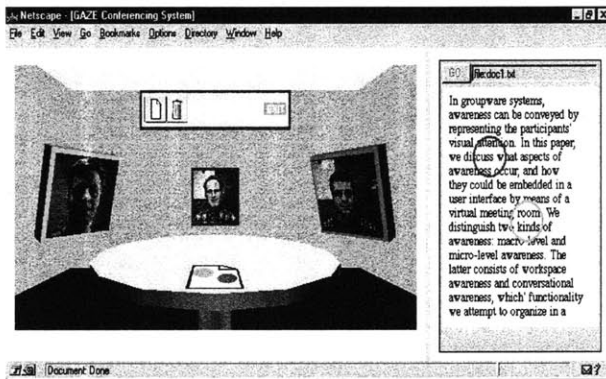 Netscape - [GAZE Conferencing System]
File Edit View Go Bookmarks Options Directory Window Help
GO File:doc1.txt
In groupware systems,
awareness can be conveyed by
representing the participants'
visual attention. In this paper,
we discuss what aspects of
awareness occur, and how
they could be embedded in a
user interface by means of a
virtual meeting room. We
distinguish two kinds of
awareness: macro-level and
micro-level awareness. The
latter consists of workspace
awareness and conversational
awareness, which' functionality
we attempt to organize in a
Document Done